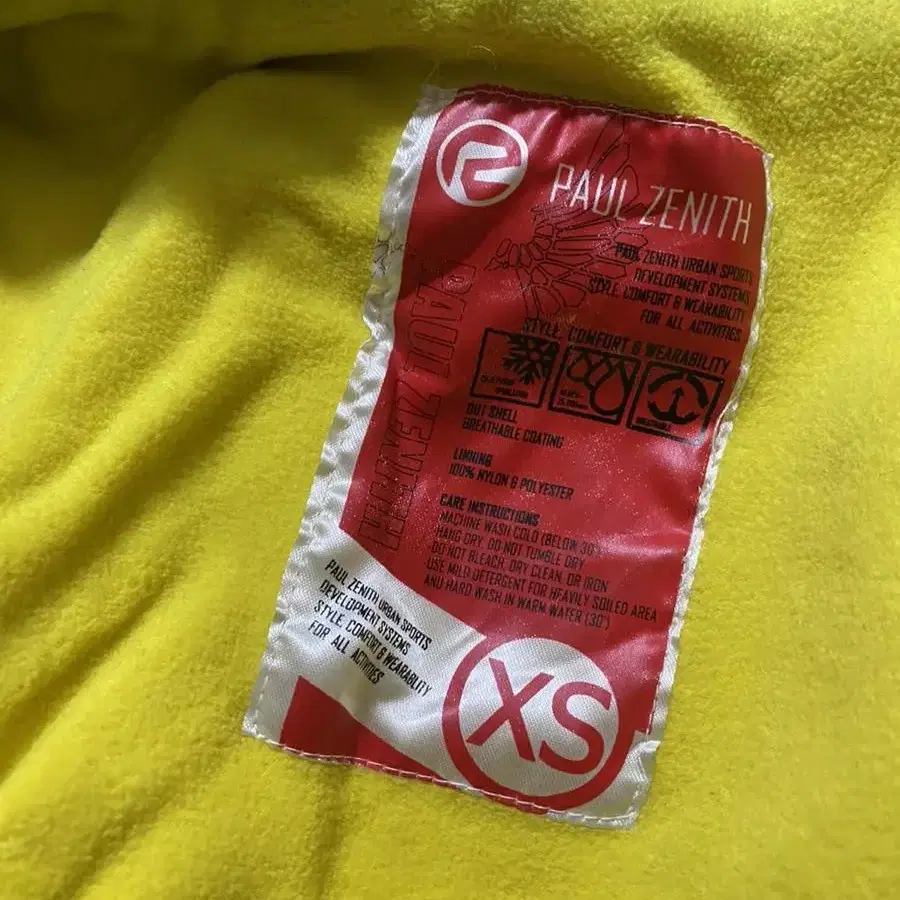 PAUL ZENITH
PAUL ZENITH URBAN SPORTS
DEVELOPMENT SYSTEMS
STYLE, COMFORT & WEARABILITY
FOR ALL ACTIVITIES.
STYLE, COMFORT & WEARABILITY
BREATHABLE
OUT SHELL
BREATHABLE COATING
LINNING
100% NYLON & POLYESTER
CARE INSTRUCTIONS
MACHINE WASH COLD (BELOW 30°)
HANG DRY. DO NOT TUMBLE DRY
DO NOT BLEACH, DRY CLEAN, OR IRON
USE MILD DETERGENT FOR HEAVILY SOILED AREA
AND HARD WASH IN WARM WATER (30°)
PAUL ZENITH
PAUL ZENITH URBAN SPORTS
DEVELOPMENT SYSTEMS
STYLE, COMFORT & WEARABLITY
FOR ALL ACTIVITIES
XS